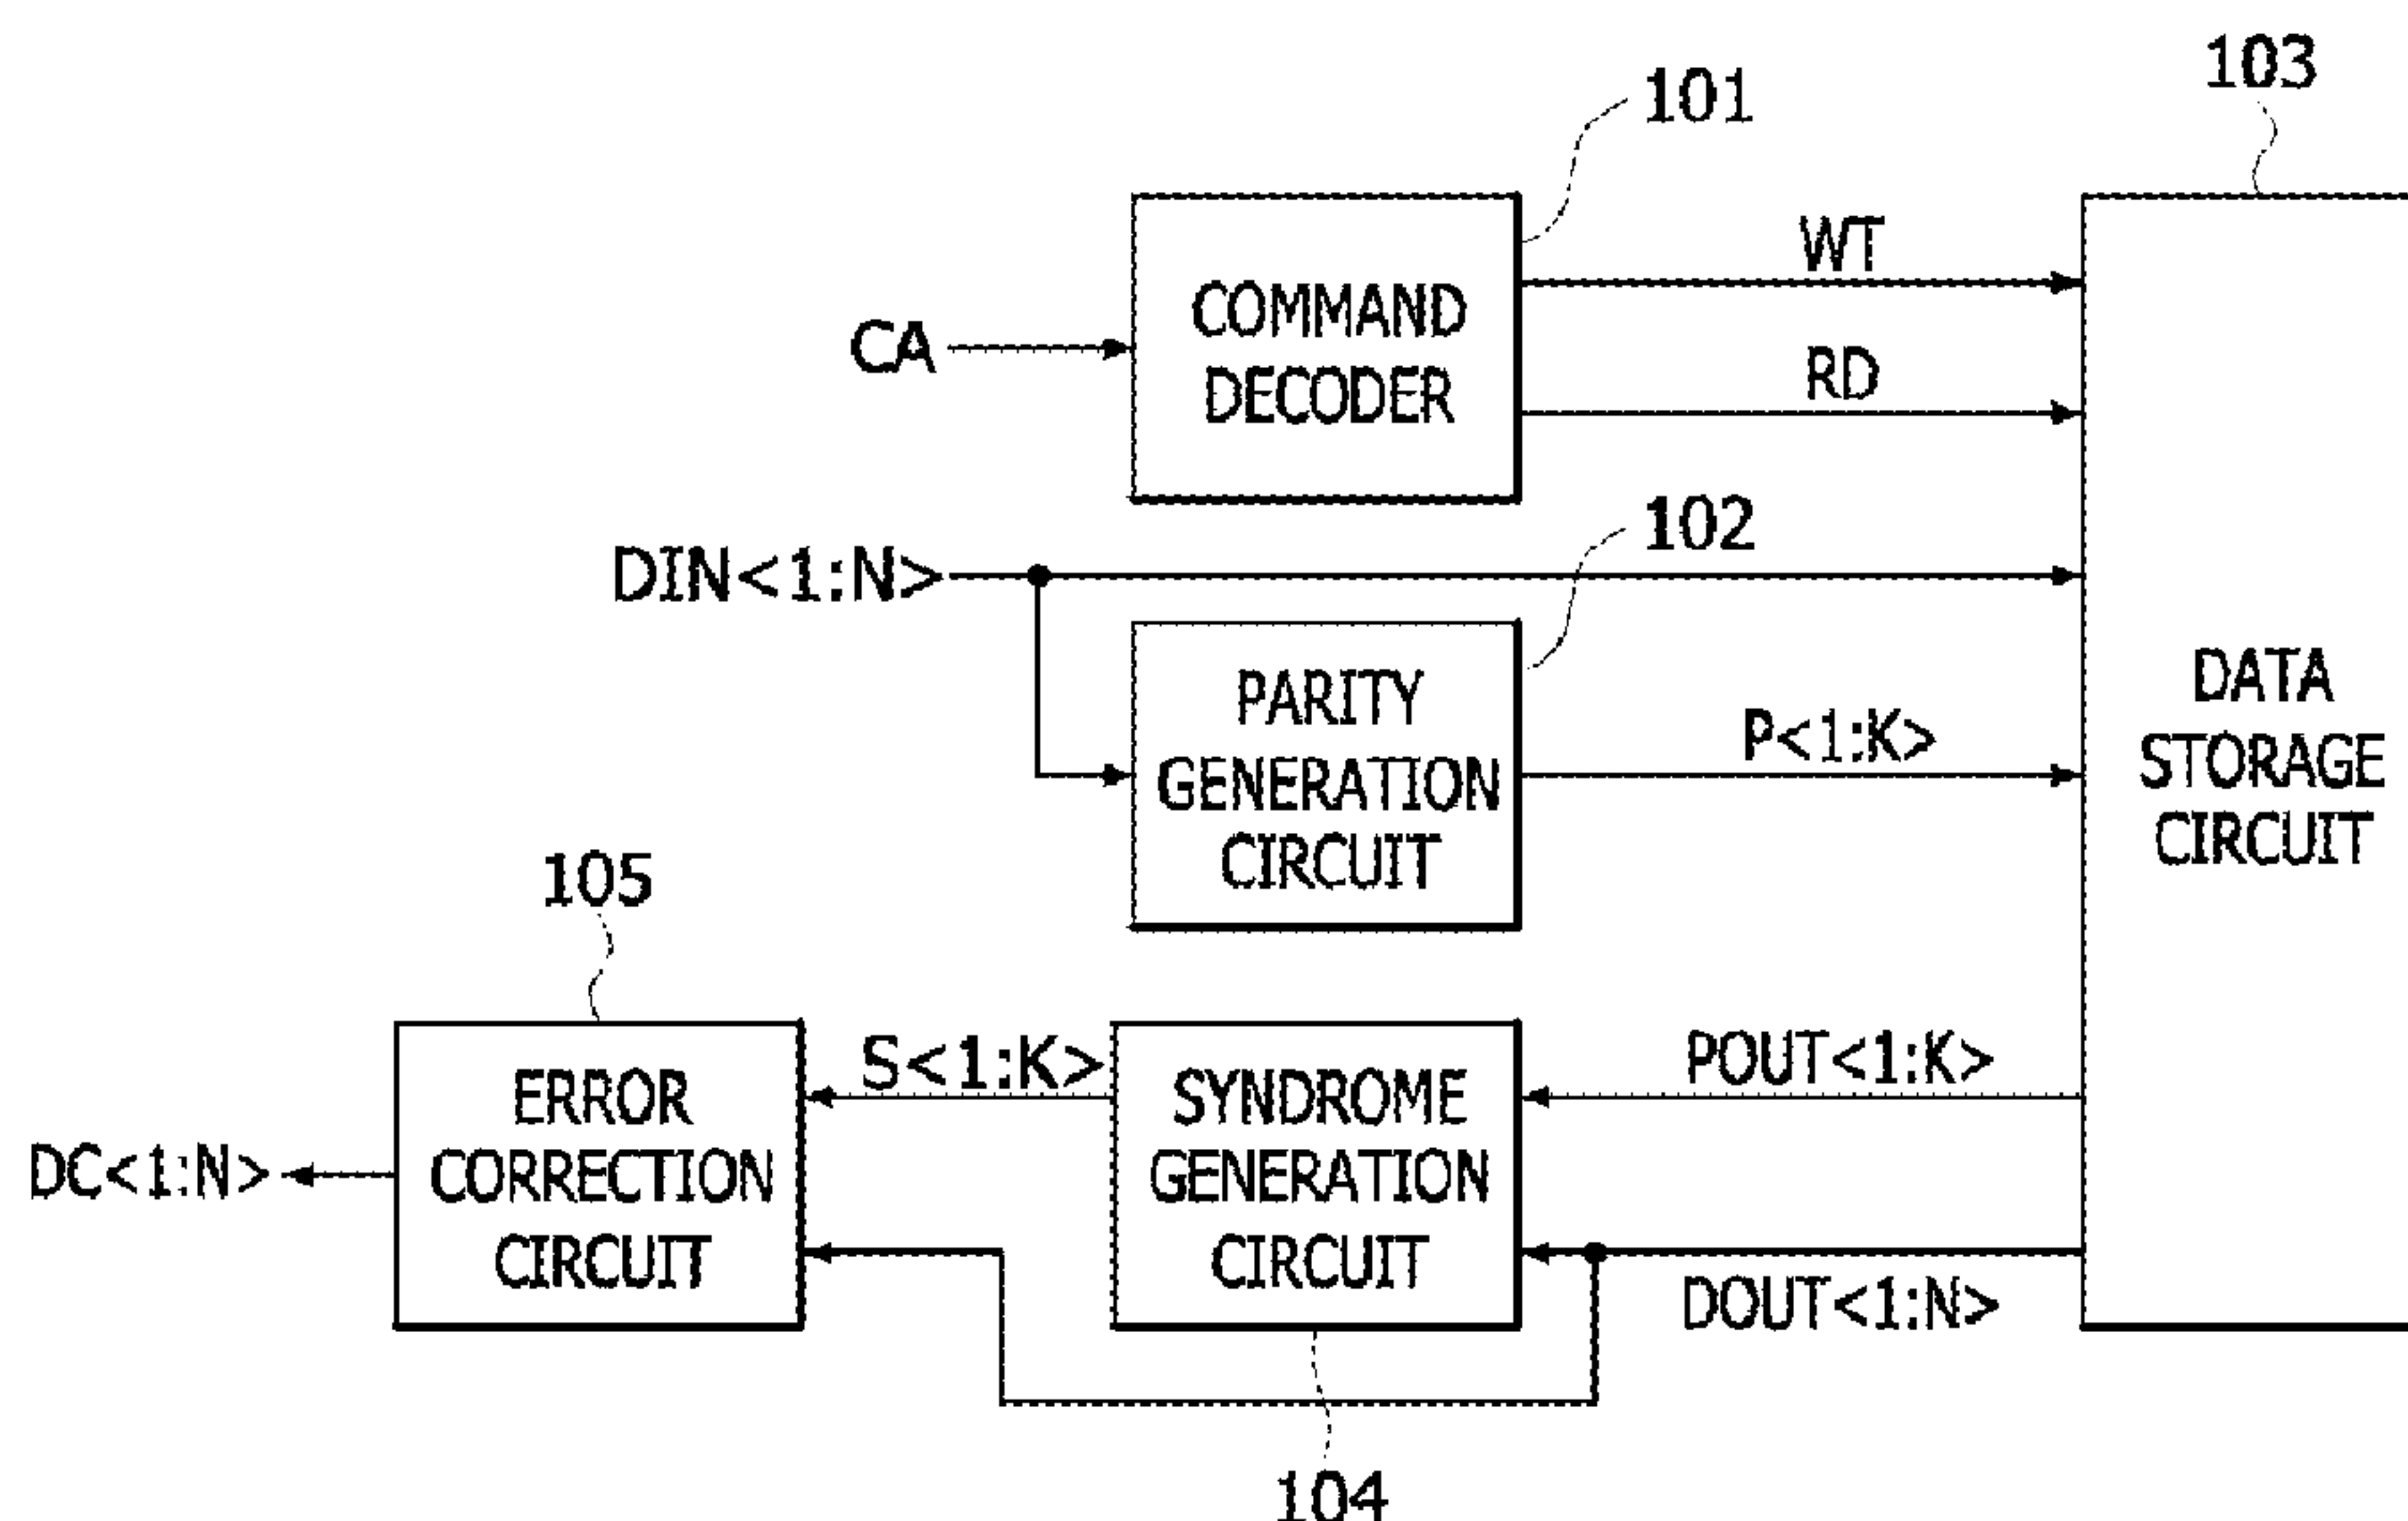 103
101
WT
COMMAND
DECODER
CA
RD
102
DIN<1:N>
PARITY
GENERATION
CIRCUIT
P<1:K>
DATA
STORAGE
CIRCUIT
105
ERROR
CORRECTION
CIRCUIT
S<1:K>
SYNDROME
GENERATION
CIRCUIT
POUT<1:K>
DC<1:N>
DOUT<1:N>
104